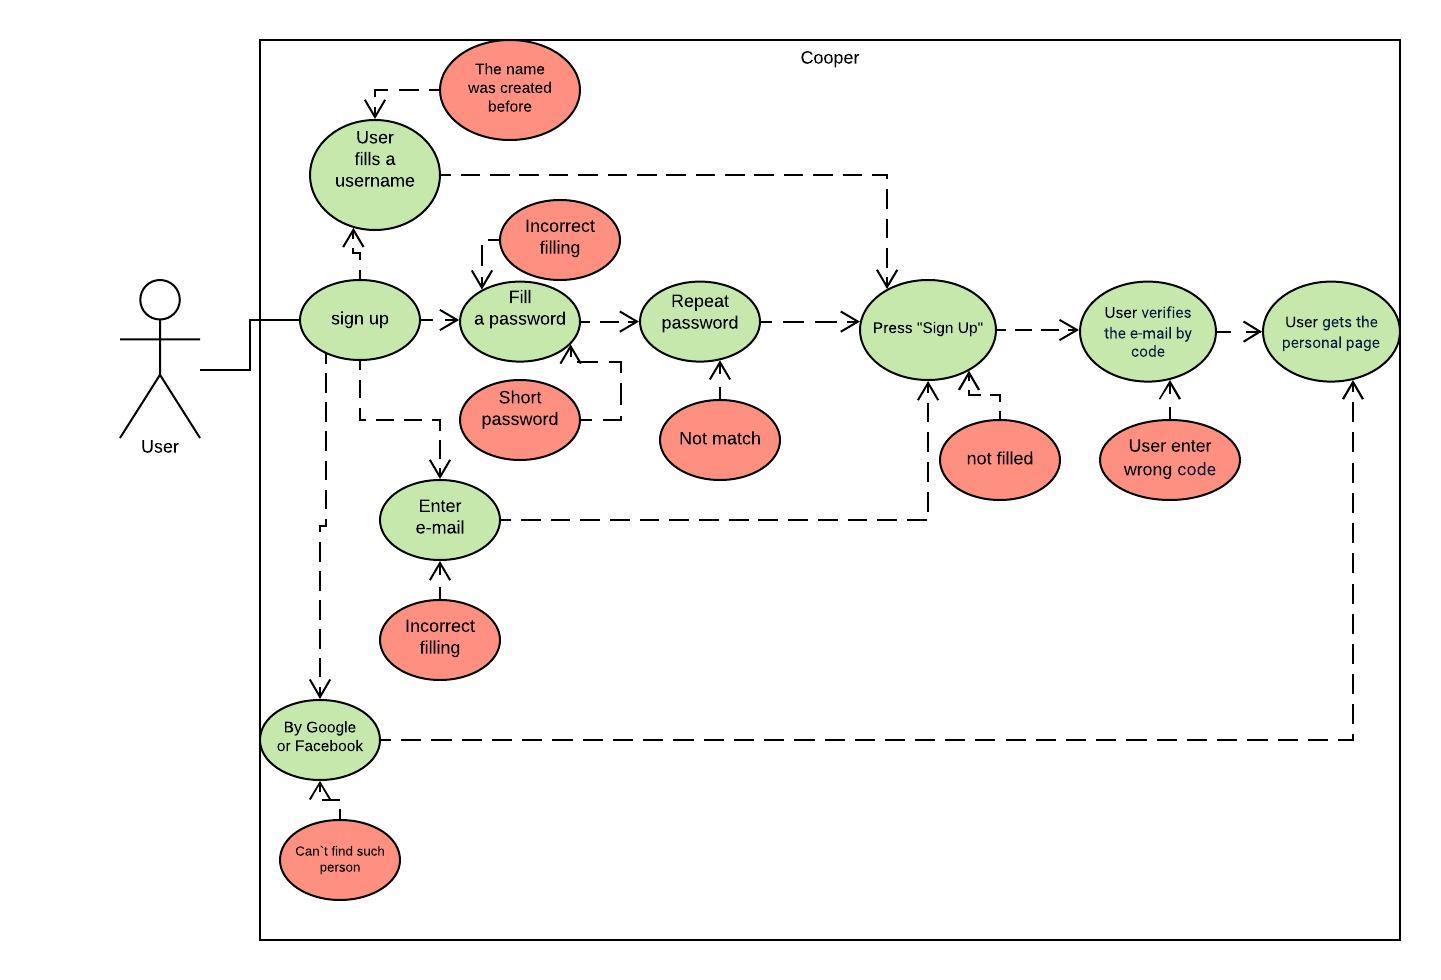 Cooper
The name
was created
before
User
fills a
username
Incorrect
filling
sign up
Fill
a password
Repeat
password
Press "Sign Up"
User verifies
the e-mail by
code
User gets the
personal page
Short
password
Not match
not filled
User enter
wrong code
User
Enter
e-mail
Incorrect
filling
By Google
or Facebook
Can`t find such
person